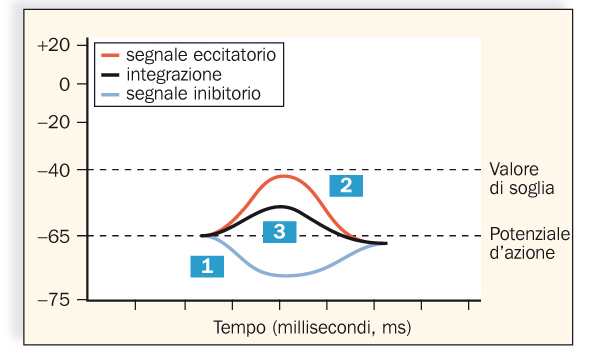 +20
segnale eccitatorio
integrazione
segnale inibitorio
0
–20
–40
Valore
di soglia
2
3
–65
Potenziale
d'azione
1
–75
Tempo (millisecondi, ms)